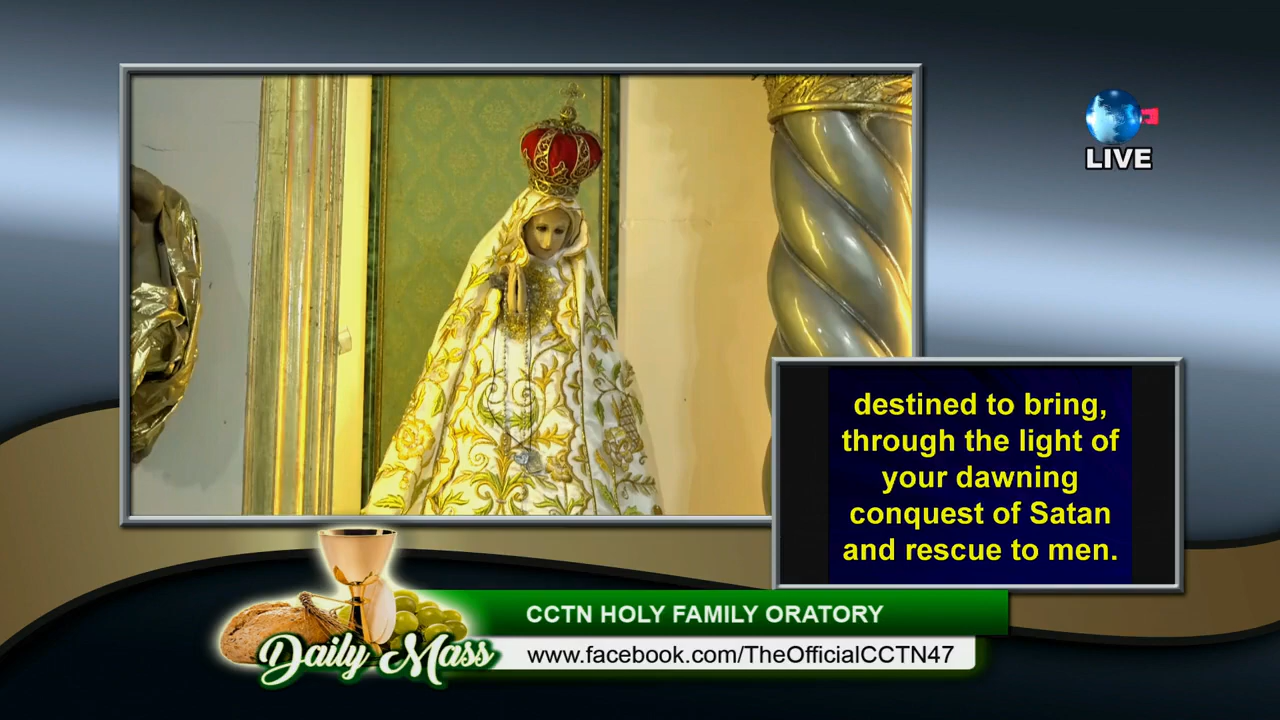 LIVE
destined to bring,
through the light of
your dawning
conquest of Satan
and rescue to men.
CCTN HOLY FAMILY ORATORY
Daily Mass
www.facebook.com/TheOfficialCCTN47